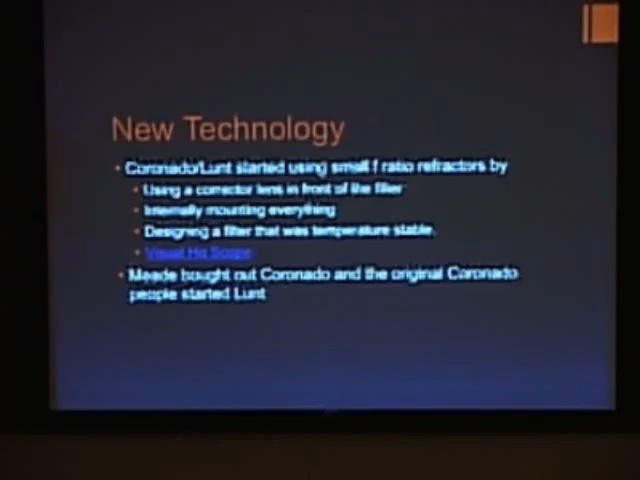 New Technology
Coronado/Lunt started using small f ratio refractors by
Using a corrector lens in front of the filter
Internally mounting everything
Designing a filter that was temperature stable.
Visual Hα Scope
Meade bought out Coronado and the original Coronado
people started Lunt